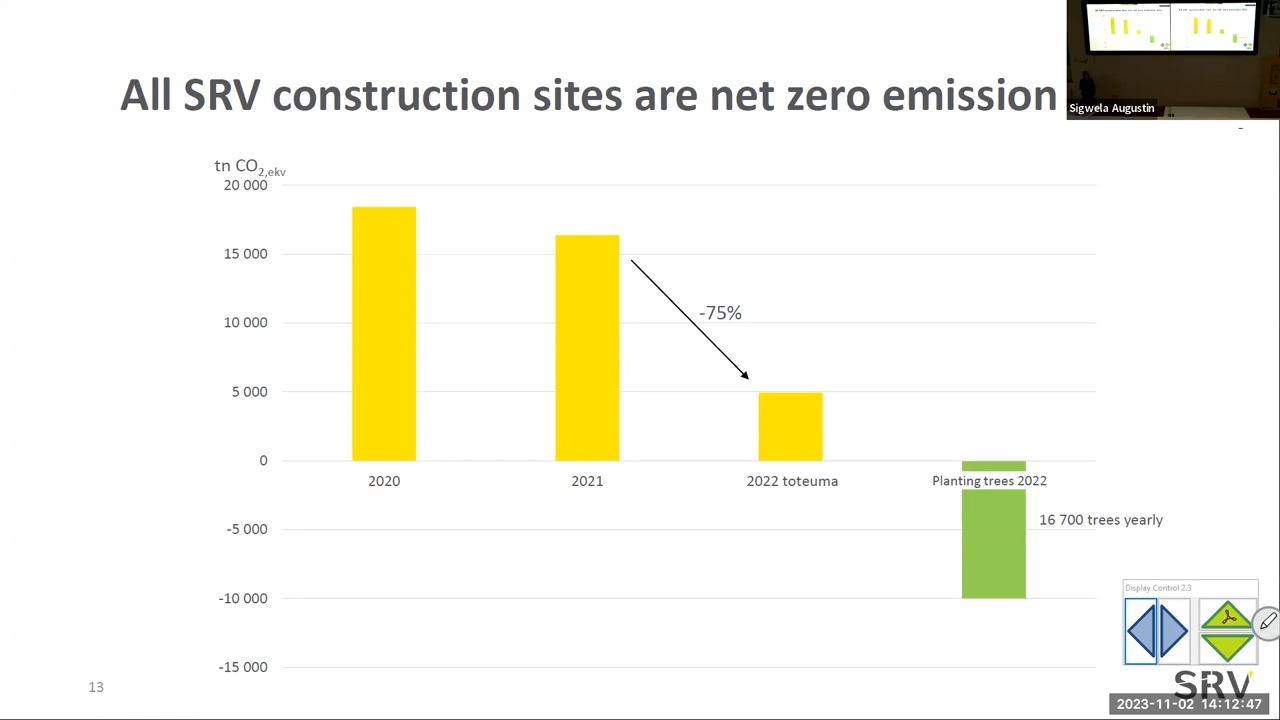 All SRV construction sites are net zero emission
Sigwela Augustin
tn CO2,ekv
20 000
15 000
10 000
5 000
0
-5 000
-10 000
-15 000
-75%
2020
2021
2022 toteuma
Planting trees 2022
16 700 trees yearly
Display Control 2.3
13
SRV
2023-11-02 14:12:47